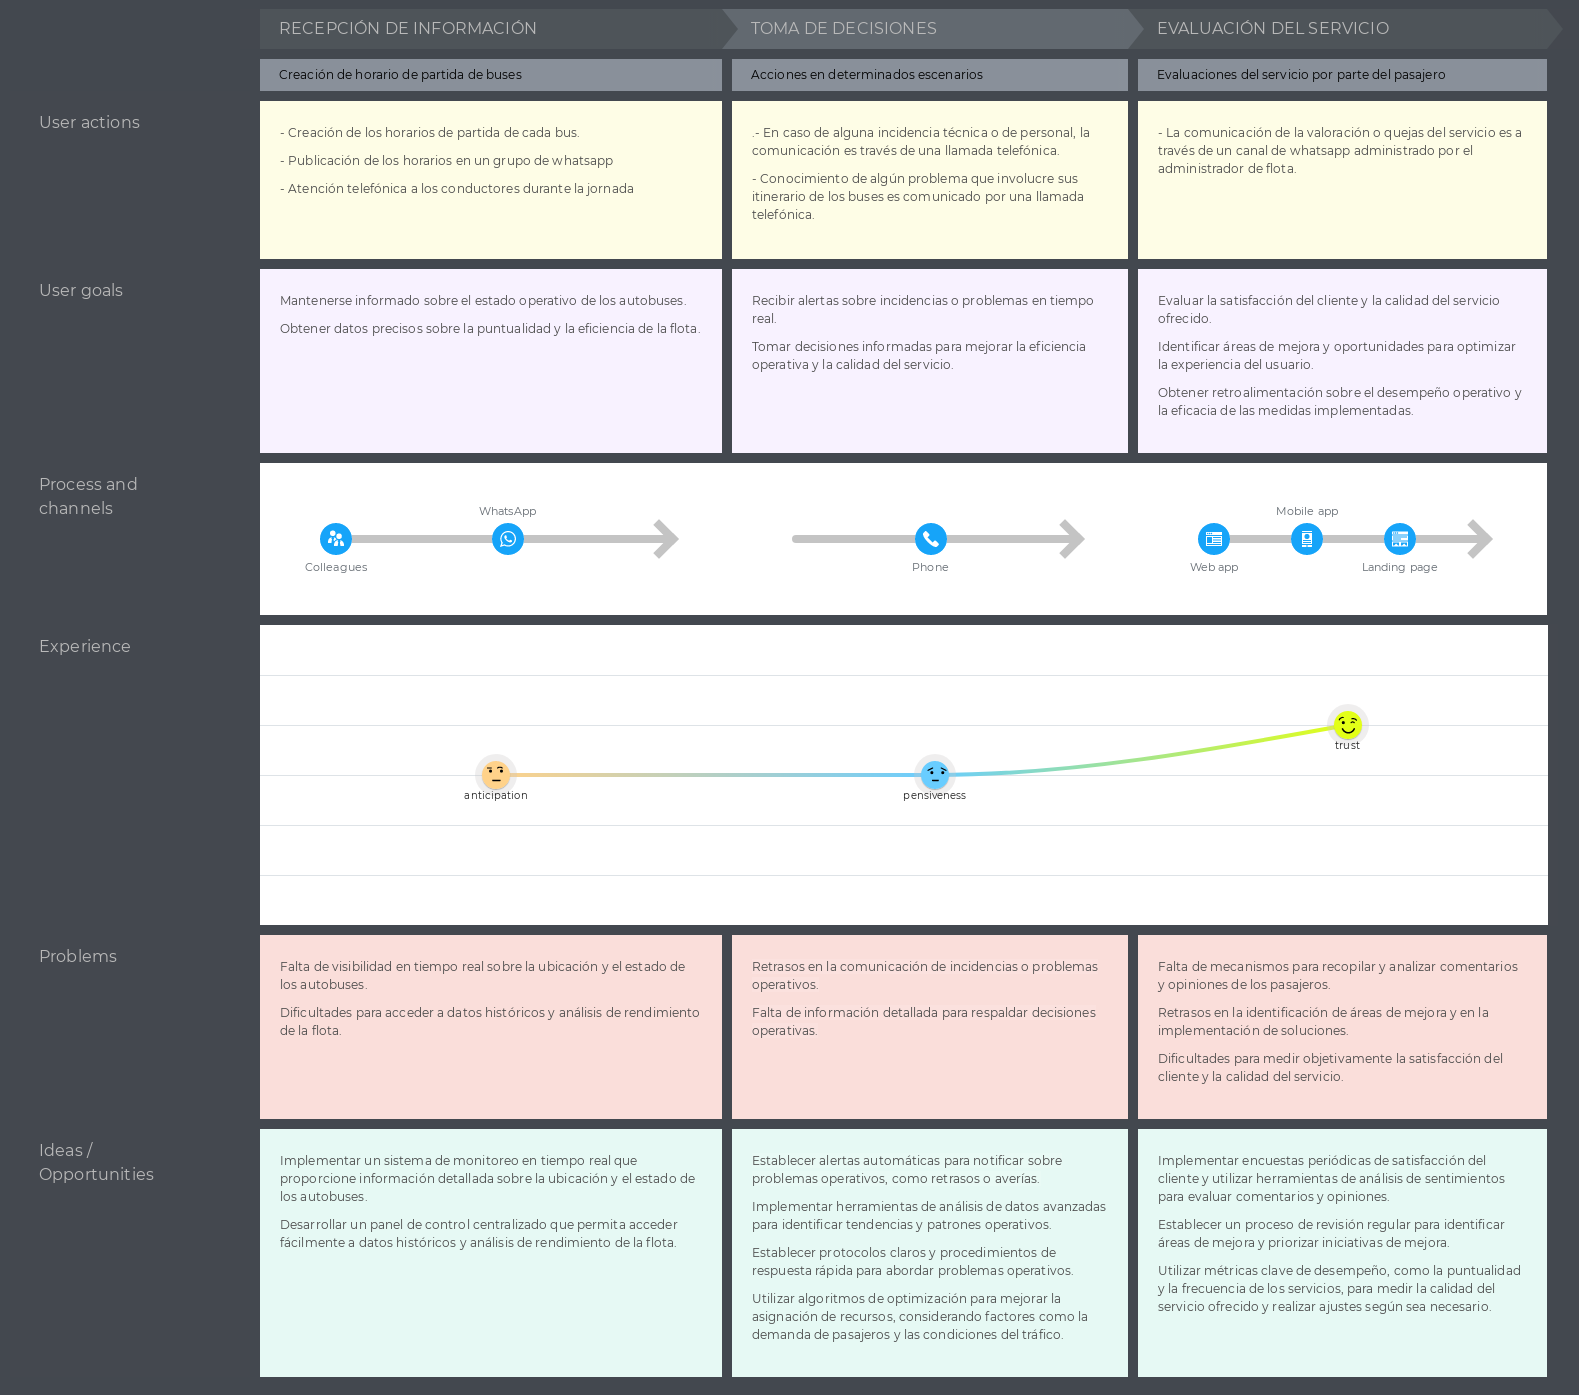 RECEPCIÓN DE INFORMACIÓN
TOMA DE DECISIONES
EVALUACIÓN DEL SERVICIO
Creación de horario de partida de buses
Acciones en determinados escenarios
Evaluaciones del servicio por parte del pasajero
User actions
- Creación de los horarios de partida de cada bus.
- Publicación de los horarios en un grupo de whatsapp
- Atención telefónica a los conductores durante la jornada
.- En caso de alguna incidencia técnica o de personal, la
comunicación es través de una llamada telefónica.
- Conocimiento de algún problema que involucre sus
itinerario de los buses es comunicado por una llamada
telefónica.
- La comunicación de la valoración o quejas del servicio es a
través de un canal de whatsapp administrado por el
administrador de flota.
User goals
Mantenerse informado sobre el estado operativo de los autobuses.
Obtener datos precisos sobre la puntualidad y la eficiencia de la flota.
Recibir alertas sobre incidencias o problemas en tiempo
real.
Tomar decisiones informadas para mejorar la eficiencia
operativa y la calidad del servicio.
Evaluar la satisfacción del cliente y la calidad del servicio
ofrecido.
Identificar áreas de mejora y oportunidades para optimizar
la experiencia del usuario.
Obtener retroalimentación sobre el desempeño operativo y
la eficacia de las medidas implementadas.
Process and
channels
Colleagues
WhatsApp
Phone
Web app
Mobile app
Landing page
Experience
anticipation
pensiveness
trust
Problems
Falta de visibilidad en tiempo real sobre la ubicación y el estado de
los autobuses.
Dificultades para acceder a datos históricos y análisis de rendimiento
de la flota.
Retrasos en la comunicación de incidencias o problemas
operativos.
Falta de información detallada para respaldar decisiones
operativas.
Falta de mecanismos para recopilar y analizar comentarios
y opiniones de los pasajeros.
Retrasos en la identificación de áreas de mejora y en la
implementación de soluciones.
Dificultades para medir objetivamente la satisfacción del
cliente y la calidad del servicio.
Ideas /
Opportunities
Implementar un sistema de monitoreo en tiempo real que
proporcione información detallada sobre la ubicación y el estado de
los autobuses.
Desarrollar un panel de control centralizado que permita acceder
fácilmente a datos históricos y análisis de rendimiento de la flota.
Establecer alertas automáticas para notificar sobre
problemas operativos, como retrasos o averías.
Implementar herramientas de análisis de datos avanzadas
para identificar tendencias y patrones operativos.
Establecer protocolos claros y procedimientos de
respuesta rápida para abordar problemas operativos.
Utilizar algoritmos de optimización para mejorar la
asignación de recursos, considerando factores como la
demanda de pasajeros y las condiciones del tráfico.
Implementar encuestas periódicas de satisfacción del
cliente y utilizar herramientas de análisis de sentimientos
para evaluar comentarios y opiniones.
Establecer un proceso de revisión regular para identificar
áreas de mejora y priorizar iniciativas de mejora.
Utilizar métricas clave de desempeño, como la puntualidad
y la frecuencia de los servicios, para medir la calidad del
servicio ofrecido y realizar ajustes según sea necesario.